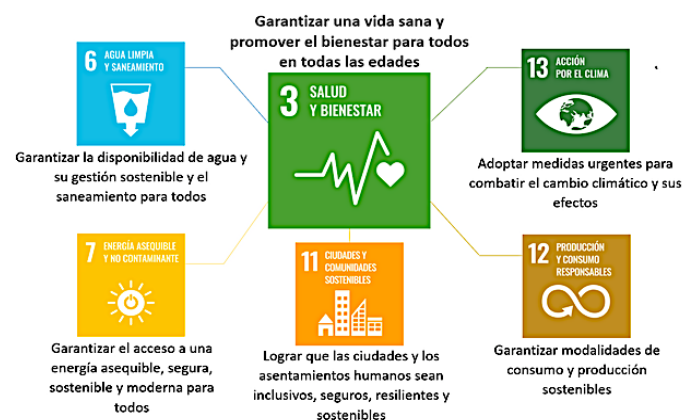 Garantizar una vida sana y
promover el bienestar para todos
en todas las edades
6 AGUA LIMPIA
Y SANEAMIENTO
Garantizar la disponibilidad de agua y
su gestión sostenible y el
saneamiento para todos
3 SALUD
Y BIENESTAR
13 ACCIÓN
POR EL CLIMA
Adoptar medidas urgentes para
combatir el cambio climático y sus
efectos
7 ENERGÍA ASEQUIBLE
Y NO CONTAMINANTE
Garantizar el acceso a una
energía asequible, segura,
sostenible y moderna para
todos
11 CIUDADES Y
COMUNIDADES
SOSTENIBLES
Lograr que las ciudades y los
asentamientos humanos sean
inclusivos, seguros, resilientes y
sostenibles
12 PRODUCCIÓN
Y CONSUMO
RESPONSABLES
Garantizar modalidades de
consumo y producción
sostenibles